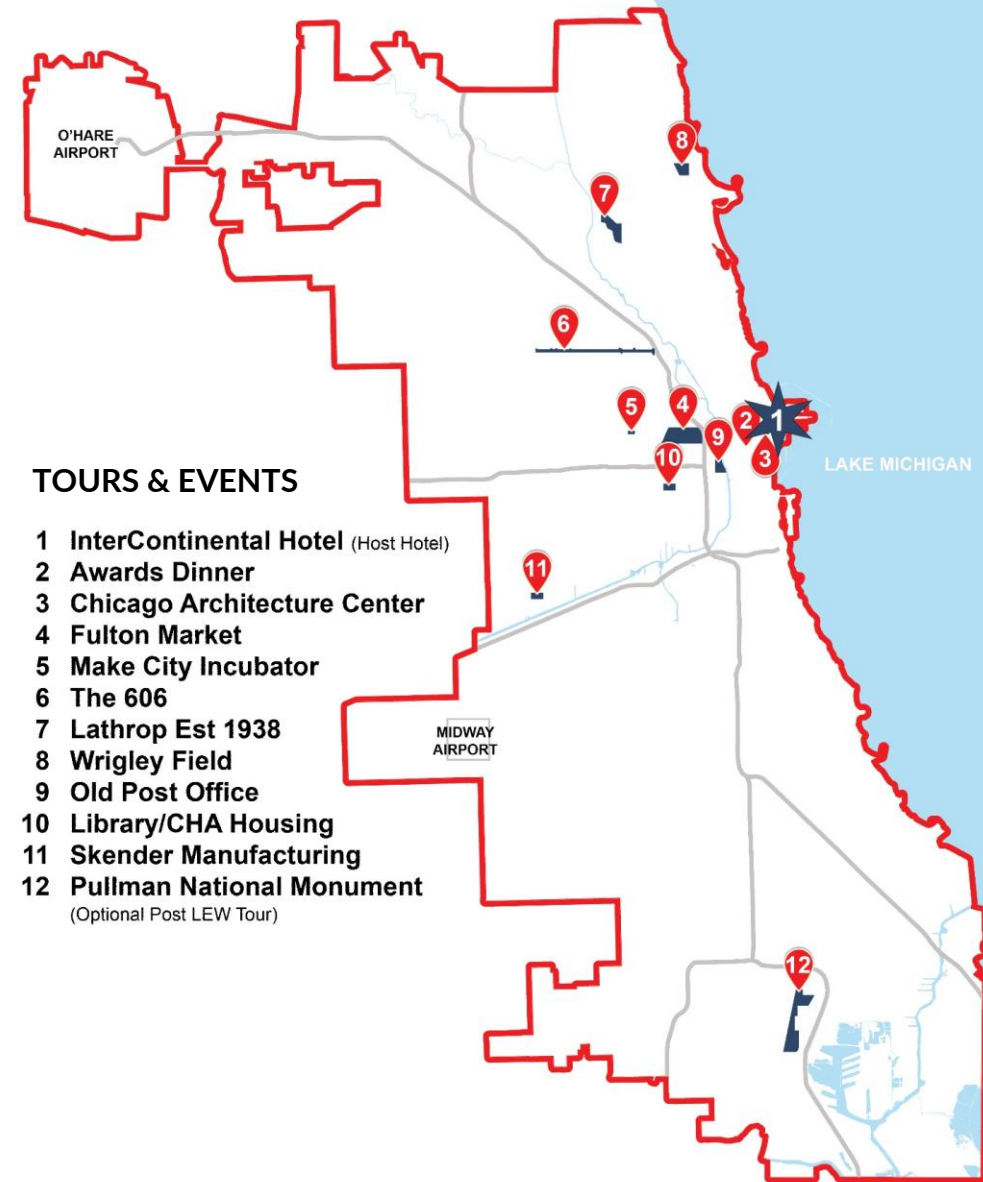 O'HARE
AIRPORT
8
7
6
5
4
9
2
1
10
3
LAKE MICHIGAN
TOURS & EVENTS
1 InterContinental Hotel (Host Hotel)
2 Awards Dinner
3 Chicago Architecture Center
4 Fulton Market
5 Make City Incubator
6 The 606
7 Lathrop Est 1938
8 Wrigley Field
9 Old Post Office
10 Library/CHA Housing
11 Skender Manufacturing
12 Pullman National Monument
(Optional Post LEW Tour)
11
MIDWAY
AIRPORT
12